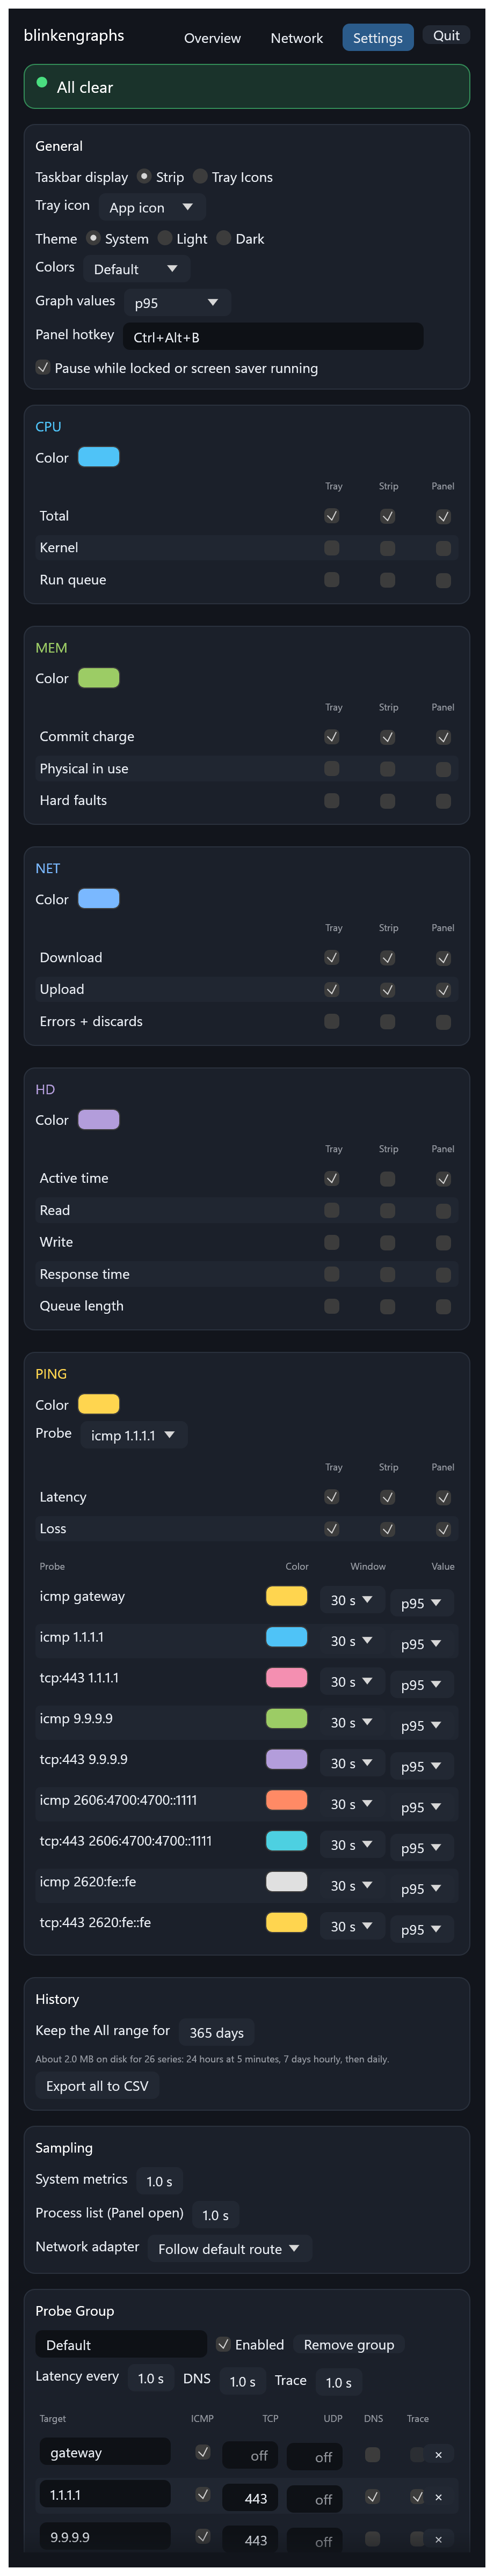 blinkengraphs Overview Network Settings Quit
All clear
General
Taskbar display Strip Tray Icons
Tray icon App icon
Theme System Light Dark
Colors Default
Graph values p95
Panel hotkey Ctrl+Alt+B
Pause while locked or screen saver running
CPU
Color
Tray Strip Panel
Total
Kernel
Run queue
MEM
Color
Tray Strip Panel
Commit charge
Physical in use
Hard faults
NET
Color
Tray Strip Panel
Download
Upload
Errors + discards
HD
Color
Tray Strip Panel
Active time
Read
Write
Response time
Queue length
PING
Color
Probe icmp 1.1.1.1
Tray Strip Panel
Latency
Loss
Probe Color Window Value
icmp gateway 30 s p95
icmp 1.1.1.1 30 s p95
tcp:443 1.1.1.1 30 s p95
icmp 9.9.9.9 30 s p95
tcp:443 9.9.9.9 30 s p95
icmp 2606:4700:4700::1111 30 s p95
tcp:443 2606:4700:4700::1111 30 s p95
icmp 2620:fe::fe 30 s p95
tcp:443 2620:fe::fe 30 s p95
History
Keep the All range for 365 days
About 2.0 MB on disk for 26 series: 24 hours at 5 minutes, 7 days hourly, then daily.
Export all to CSV
Sampling
System metrics 1.0 s
Process list (Panel open) 1.0 s
Network adapter Follow default route
Probe Group
Default Enabled Remove group
Latency every 1.0 s DNS 1.0 s Trace 1.0 s
Target ICMP TCP UDP DNS Trace
gateway off off ×
1.1.1.1 443 off ×
9.9.9.9 443 off ×